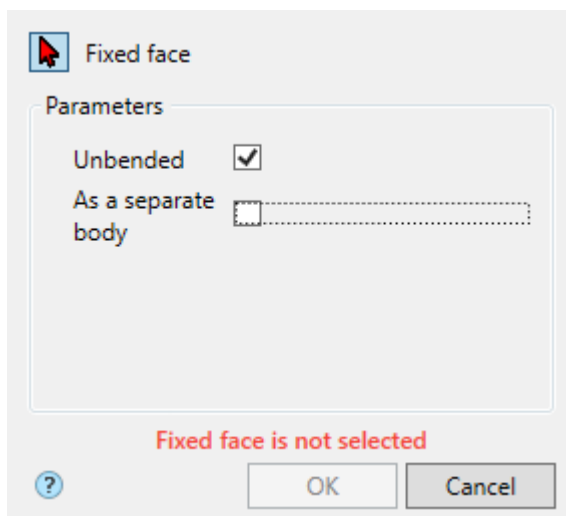 Fixed face
Parameters
Unbended
As a separate
body
Fixed face is not selected
?
OK
Cancel